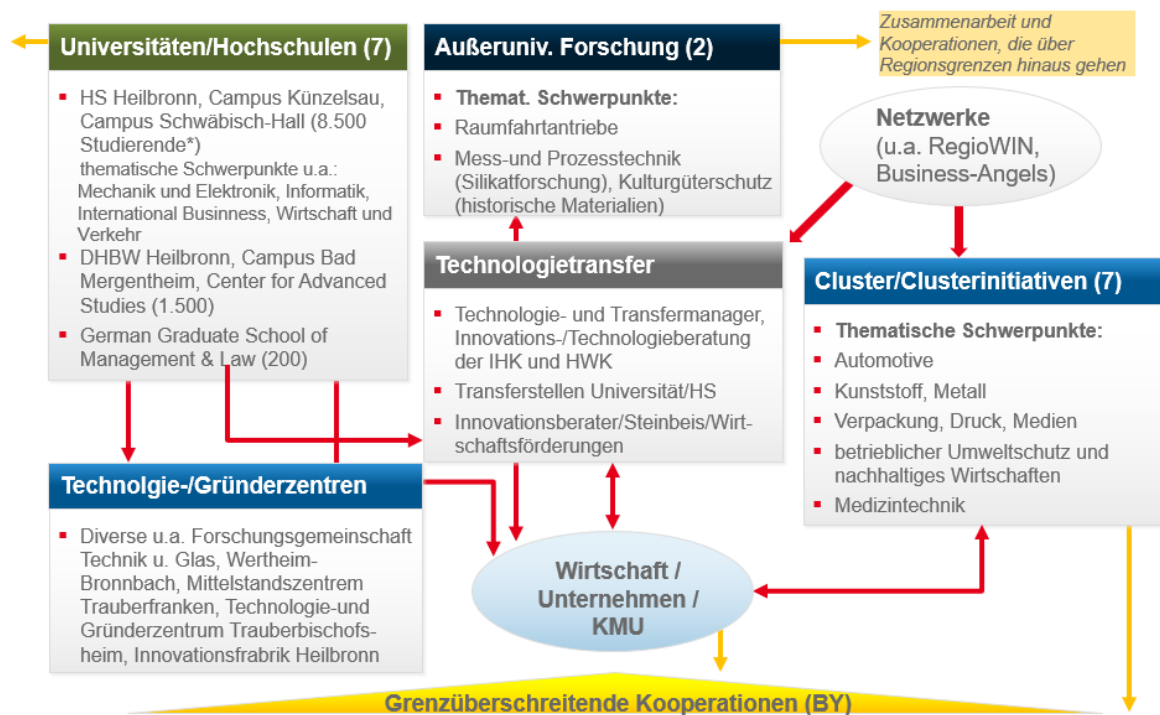 Universitäten/Hochschulen (7)
HS Heilbronn, Campus Künzelsau,
Campus Schwäbisch-Hall (8.500
Studierende*)
thematische Schwerpunkte u.a.:
Mechanik und Elektronik, Informatik,
International Businness, Wirtschaft und
Verkehr
DHBW Heilbronn, Campus Bad
Mergentheim, Center for Advanced
Studies (1.500)
German Graduate School of
Management & Law (200)
Außeruniv. Forschung (2)
Themat. Schwerpunkte:
Raumfahrtantriebe
Mess-und Prozesstechnik
(Silikatforschung), Kulturgüterschutz
(historische Materialien)
Zusammenarbeit und
Kooperationen, die über
Regionsgrenzen hinaus gehen
Netzwerke
(u.a. RegioWIN,
Business-Angels)
Technologietransfer
Technologie- und Transfermanager,
Innovations-/Technologieberatung
der IHK und HWK
Transferstellen Universität/HS
Innovationsberater/Steinbeis/Wirt-
schaftsförderungen
Cluster/Clusterinitiativen (7)
Thematische Schwerpunkte:
Automotive
Kunststoff, Metall
Verpackung, Druck, Medien
betrieblicher Umweltschutz und
nachhaltiges Wirtschaften
Medizintechnik
Technolgie-/Gründerzentren
Diverse u.a. Forschungsgemeinschaft
Technik u. Glas, Wertheim-
Bronnbach, Mittelstandszentrem
Trauberfranken, Technologie-und
Gründerzentrum Trauberbischofs-
heim, Innovationsfrabrik Heilbronn
Wirtschaft /
Unternehmen /
KMU
Grenzüberschreitende Kooperationen (BY)